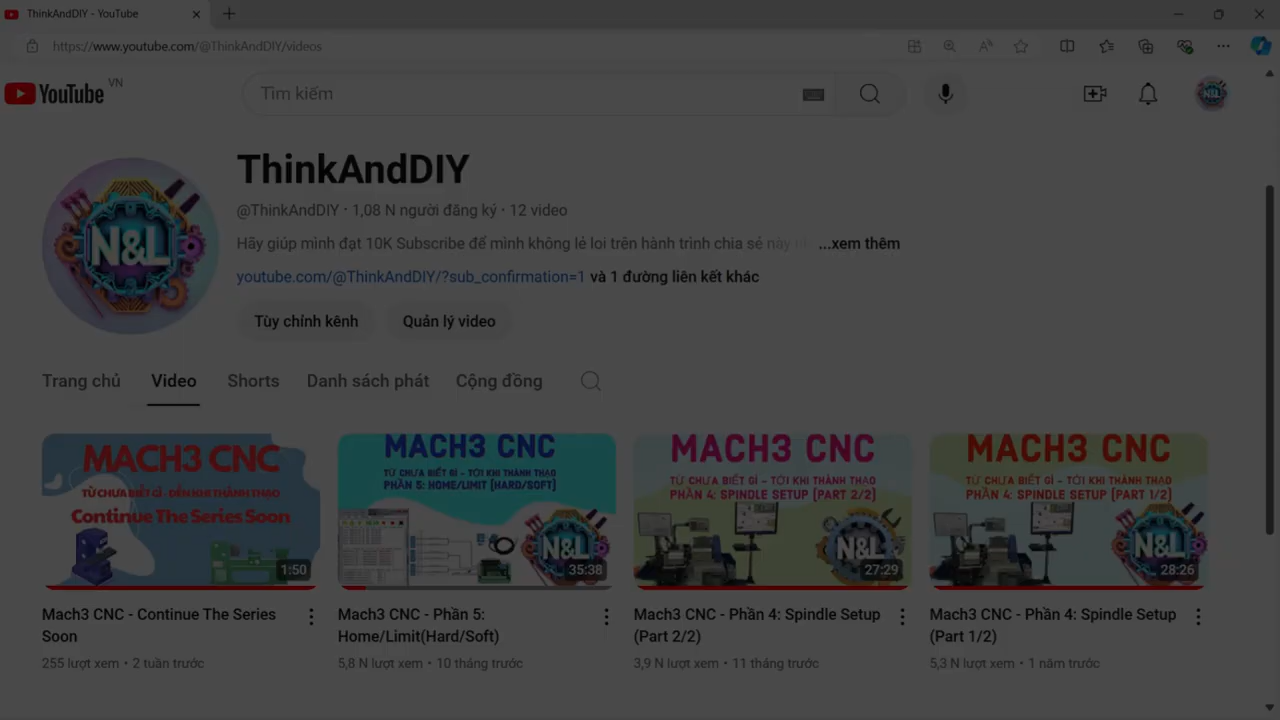 ThinkAndDIY - YouTube
https://www.youtube.com/@ThinkAndDIY/videos
YouTube VN
Tìm kiếm
N&L
ThinkAndDIY
@ThinkAndDIY · 1,08 N người đăng ký · 12 video
Hãy giúp mình đạt 10K Subscribe để mình không lẻ loi trên hành trình chia sẻ này ...xem thêm
youtube.com/@ThinkAndDIY/?sub_confirmation=1 và 1 đường liên kết khác
Tùy chỉnh kênh Quản lý video
N&L
Trang chủ Video Shorts Danh sách phát Cộng đồng
MACH3 CNC
TỪ CHƯA BIẾT GÌ - ĐẾN KHI THÀNH THẠO
Continue The Series Soon
1:50
MACH3 CNC
TỪ CHƯA BIẾT GÌ - TỚI KHI THÀNH THẠO
PHẦN 5: HOME/LIMIT (HARD/SOFT)
N&L
35:38
MACH3 CNC
TỪ CHƯA BIẾT GÌ - TỚI KHI THÀNH THẠO
PHẦN 4: SPINDLE SETUP (PART 2/2)
N&L
27:29
MACH3 CNC
TỪ CHƯA BIẾT GÌ - TỚI KHI THÀNH THẠO
PHẦN 4: SPINDLE SETUP (PART 1/2)
N&L
28:26
Mach3 CNC - Continue The Series
Soon
255 lượt xem · 2 tuần trước
Mach3 CNC - Phần 5:
Home/Limit(Hard/Soft)
5,8 N lượt xem · 10 tháng trước
Mach3 CNC - Phần 4: Spindle Setup
(Part 2/2)
3,9 N lượt xem · 11 tháng trước
Mach3 CNC - Phần 4: Spindle Setup
(Part 1/2)
5,3 N lượt xem · 1 năm trước